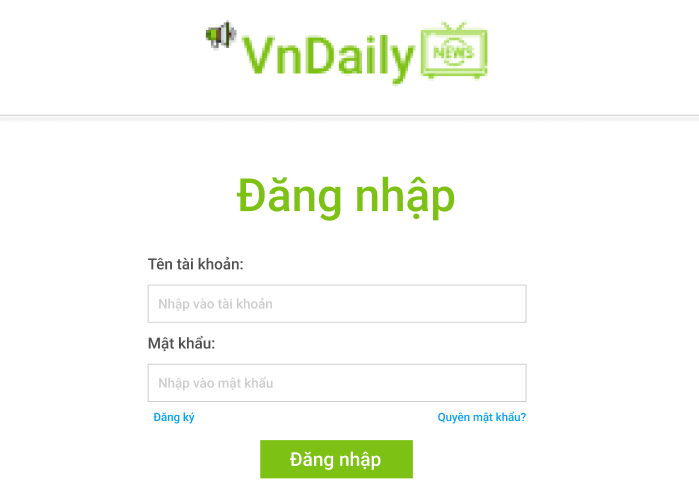 VnDaily NEWS
Đăng nhập
Tên tài khoản:
Nhập vào tài khoản
Mật khẩu:
Nhập vào mật khẩu
Đăng ký Quyên mật khẩu?
Đăng nhập